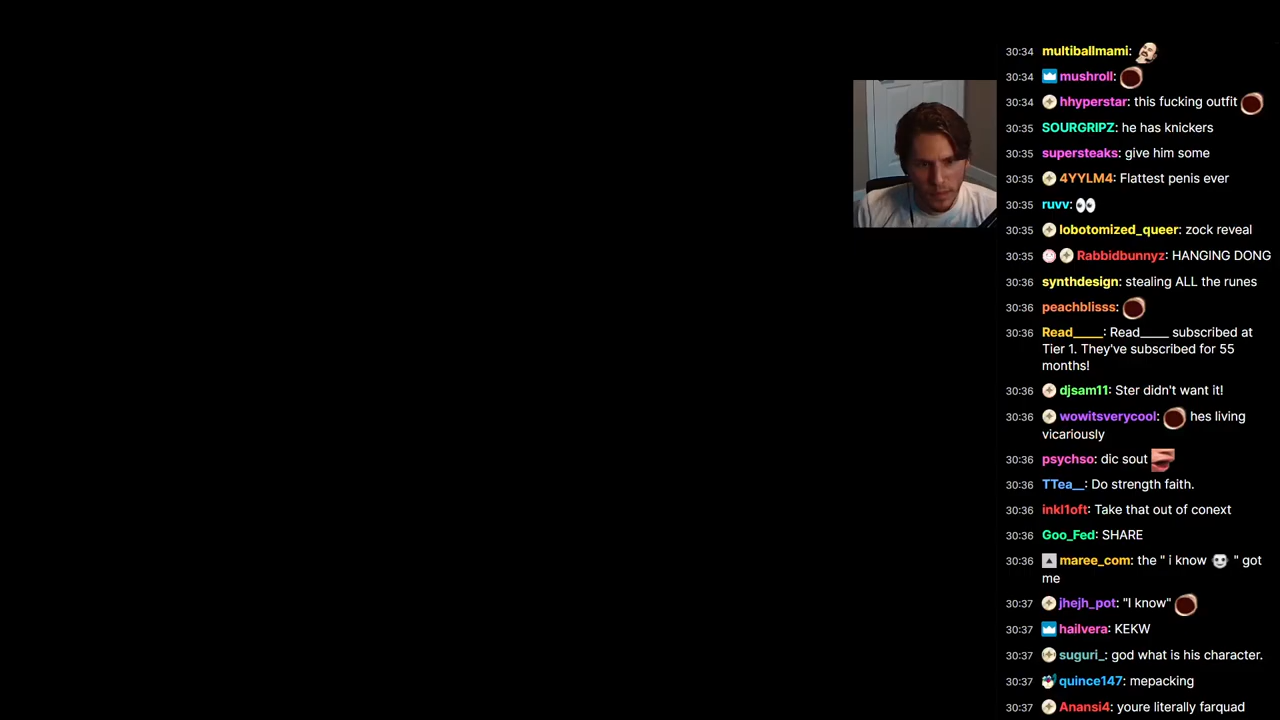 30:34 multiballmami:
30:34 mushroll:
30:34 hhyperstar: this fucking outfit
30:35 SOURGRIPZ: he has knickers
30:35 supersteaks: give him some
30:35 4YYLM4: Flattest penis ever
30:35 ruvv:
30:35 lobotomized_queer: zock reveal
30:35 Rabbidbunnyz: HANGING DONG
30:36 synthdesign: stealing ALL the runes
30:36 peachblisss:
30:36 Read_____: Read_____ subscribed at
Tier 1. They've subscribed for 55
months!
30:36 djsam11: Ster didn't want it!
30:36 wowitsverycool: hes living
vicariously
30:36 psychso: dic sout
30:36 TTea__: Do strength faith.
30:36 inkl1oft: Take that out of conext
30:36 Goo_Fed: SHARE
30:36 maree_com: the " i know " got
me
30:37 jhejh_pot: "I know"
30:37 hailvera: KEKW
30:37 suguri_: god what is his character.
30:37 quince147: mepacking
30:37 Anansi4: youre literally farquad